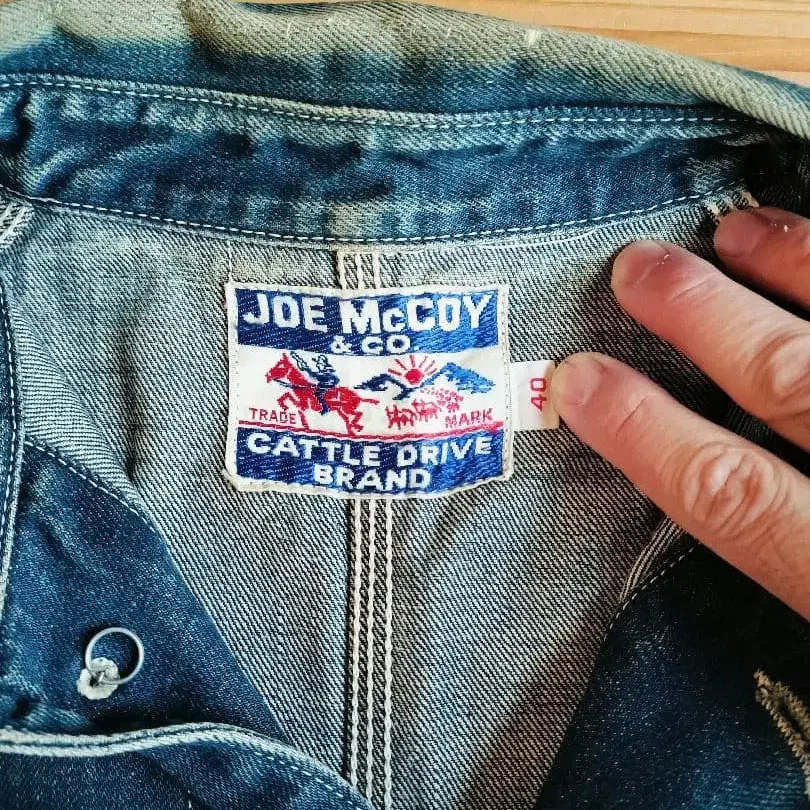 JOE McCOY
& CO.
TRADE MARK
CATTLE DRIVE
BRAND
40